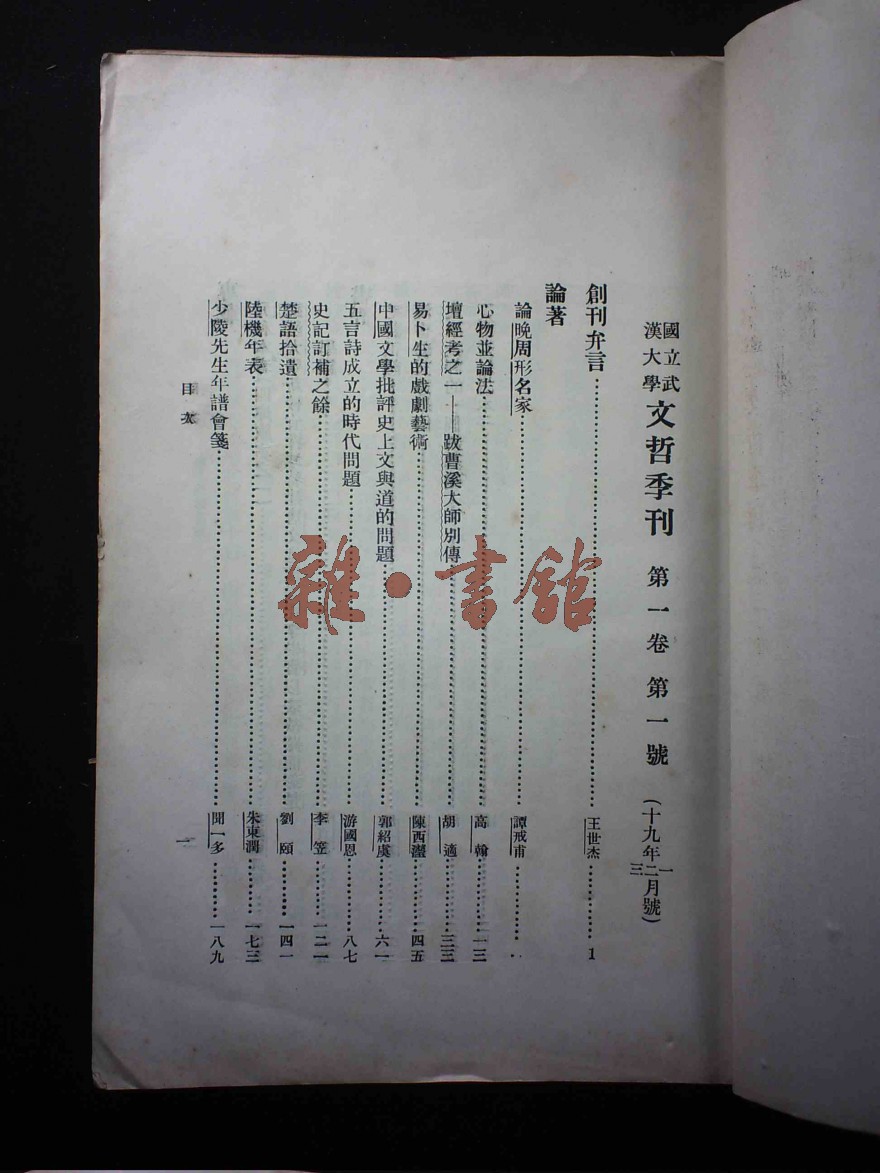 國立武漢大學文哲季刊 第一卷 第一號 (十九年一二三月號)
創刊弁言……王世杰……1
論著
論晚周形名家……譚戒甫……
心物並論法……高翰……一三
壇經考之一——跋曹溪大師別傳……胡適……三三
易卜生的戲劇藝術……陳西瀅……四五
中國文學批評史上文與道的問題……郭紹虞……六一
五言詩成立的時代問題……游國恩……八七
史記訂補之餘……李笠……一二一
楚語拾遺……劉頤……一四一
陸機年表……朱東潤……一七三
少陵先生年譜會箋……聞一多……一八九
目次
一
雜·書館